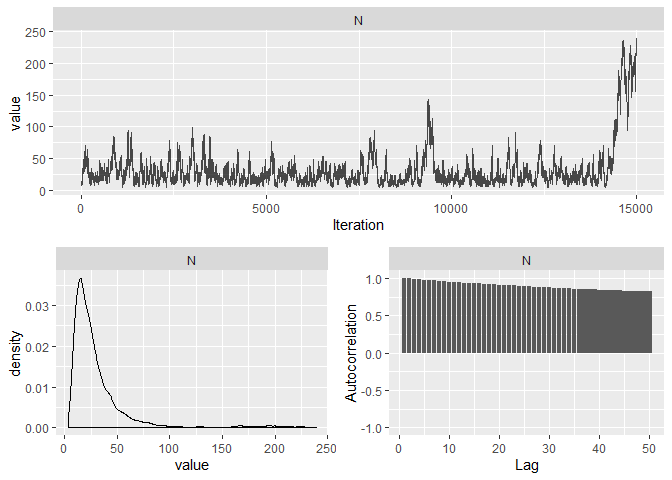 N
250
200
150
100
50
0
value
0 5000 10000 15000
Iteration
N N
0.03
0.02
0.01
0.00
density
0 50 100 150 200 250
value
1.0
0.5
0.0
-0.5
-1.0
Autocorrelation
0 10 20 30 40 50
Lag